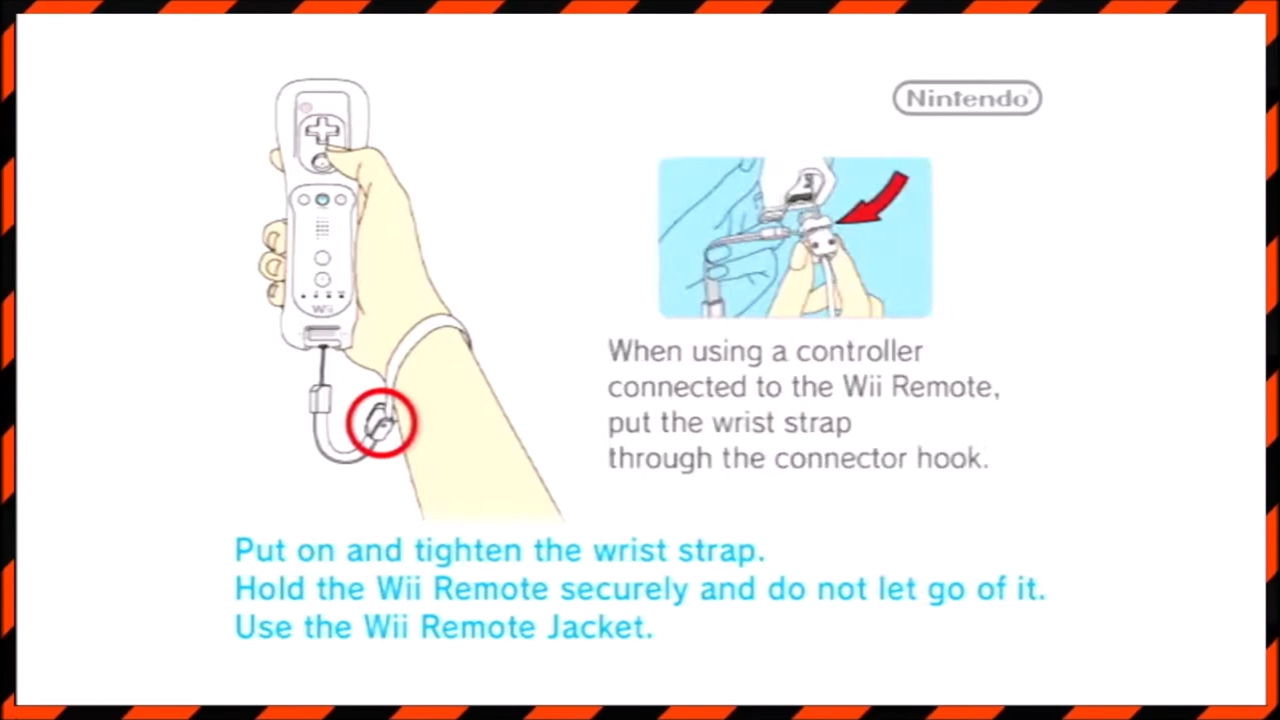 Nintendo
When using a controller
connected to the Wii Remote,
put the wrist strap
through the connector hook.
Wii
Put on and tighten the wrist strap.
Hold the Wii Remote securely and do not let go of it.
Use the Wii Remote Jacket.